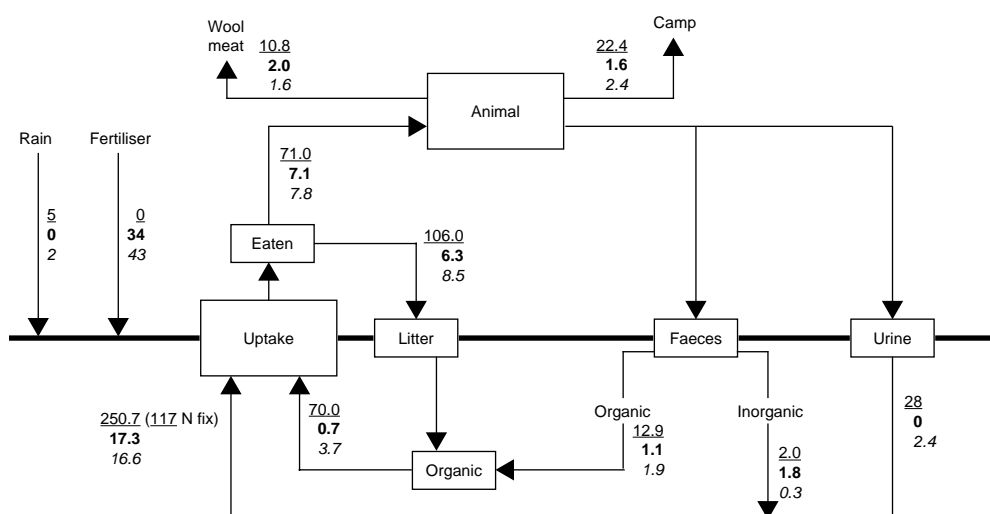 Wool
meat
10.8
2.0
1.6
22.4
1.6
2.4
Camp
Animal
Rain
Fertiliser
71.0
7.1
7.8
5
0
2
0
34
43
Eaten
106.0
6.3
8.5
Uptake
Litter
Faeces
Urine
250.7 (117 N fix)
17.3
16.6
70.0
0.7
3.7
Organic
12.9
1.1
1.9
Inorganic
2.0
1.8
0.3
28
0
2.4
Organic